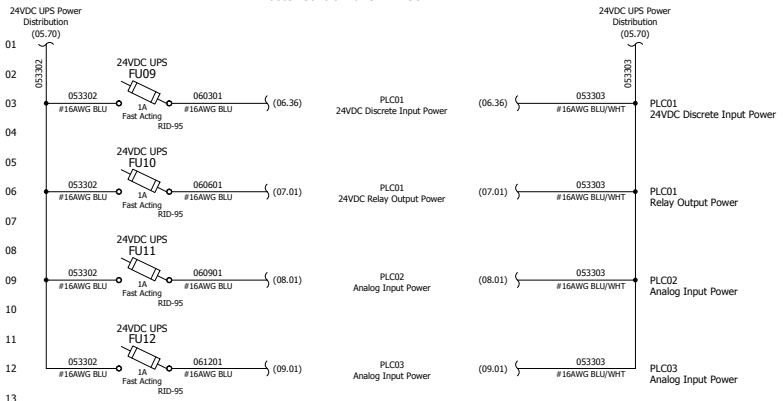 24VDC UPS Power
Distribution
(05.70)
24VDC UPS Power
Distribution
(05.70)
01
053302
053303
02
24VDC UPS
FU09
03
053302
#16AWG BLU
1A
Fast Acting
RID-95
060301
#16AWG BLU
(06.36)
PLC01
24VDC Discrete Input Power
(06.36)
053303
#16AWG BLU/WHT
PLC01
24VDC Discrete Input Power
04
05
24VDC UPS
FU10
06
053302
#16AWG BLU
1A
Fast Acting
RID-95
060601
#16AWG BLU
(07.01)
PLC01
24VDC Relay Output Power
(07.01)
053303
#16AWG BLU/WHT
PLC01
Relay Output Power
07
08
24VDC UPS
FU11
09
053302
#16AWG BLU
1A
Fast Acting
RID-95
060901
#16AWG BLU
(08.01)
PLC02
Analog Input Power
(08.01)
053303
#16AWG BLU/WHT
PLC02
Analog Input Power
10
11
24VDC UPS
FU12
12
053302
#16AWG BLU
1A
Fast Acting
RID-95
061201
#16AWG BLU
(09.01)
PLC03
Analog Input Power
(09.01)
053303
#16AWG BLU/WHT
PLC03
Analog Input Power
13